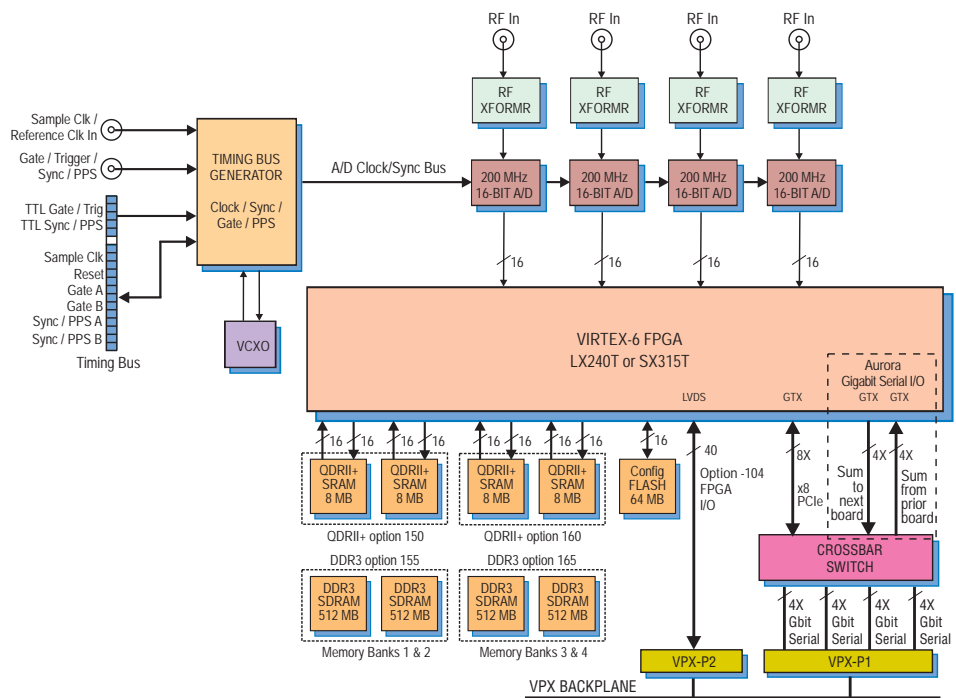 RF In
RF In
RF In
RF In
RF
XFORMR
RF
XFORMR
RF
XFORMR
RF
XFORMR
Sample Clk /
Reference Clk In
Gate / Trigger /
Sync / PPS
TTL Gate / Trig
TTL Sync / PPS
Sample Clk
Reset
Gate A
Gate B
Sync / PPS A
Sync / PPS B
Timing Bus
TIMING BUS
GENERATOR
Clock / Sync /
Gate / PPS
VCXO
A/D Clock/Sync Bus
200 MHz
16-BIT A/D
200 MHz
16-BIT A/D
200 MHz
16-BIT A/D
200 MHz
16-BIT A/D
16
16
16
16
VIRTEX-6 FPGA
LX240T or SX315T
LVDS
GTX
Aurora
Gigabit Serial I/O
GTX
GTX
16
16
16
16
16
16
16
16
16
40
8X
4X
4X
QDRII+
SRAM
8 MB
QDRII+
SRAM
8 MB
QDRII+
SRAM
8 MB
QDRII+
SRAM
8 MB
Config
FLASH
64 MB
Option -104
FPGA
I/O
x8
PCIe
Sum
to
next
board
Sum
from
prior
board
QDRII+ option 150
QDRII+ option 160
DDR3 option 155
DDR3 option 165
DDR3
SDRAM
512 MB
DDR3
SDRAM
512 MB
DDR3
SDRAM
512 MB
DDR3
SDRAM
512 MB
Memory Banks 1 & 2
Memory Banks 3 & 4
CROSSBAR
SWITCH
4X
Gbit
Serial
4X
Gbit
Serial
4X
Gbit
Serial
4X
Gbit
Serial
VPX-P2
VPX-P1
VPX BACKPLANE